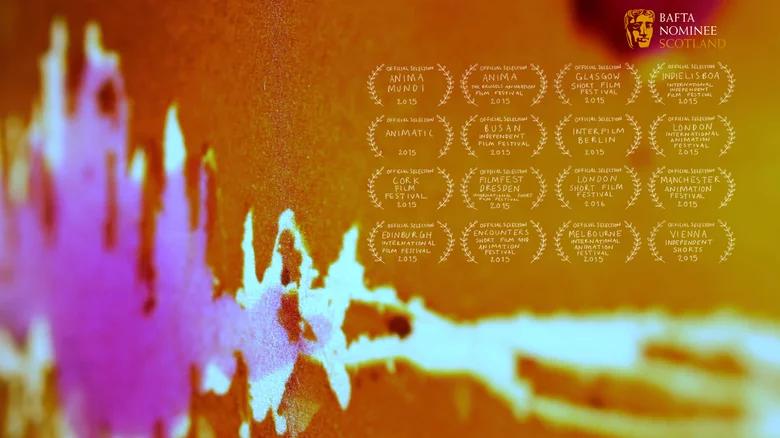 BAFTA
NOMINEE
SCOTLAND
OFFICIAL SELECTION
ANIMA
MUNDI
2015
OFFICIAL SELECTION
ANIMA
THE BRUSSELS ANIMATION
FILM FESTIVAL
2015
OFFICIAL SELECTION
GLASGOW
SHORT FILM
FESTIVAL
2015
OFFICIAL SELECTION
INDIELISBOA
INTERNATIONAL
INDEPENDENT
FILM FESTIVAL
2015
OFFICIAL SELECTION
ANIMATIC
2015
OFFICIAL SELECTION
BUSAN
INDEPENDENT
FILM FESTIVAL
2015
OFFICIAL SELECTION
INTERFILM
BERLIN
2015
OFFICIAL SELECTION
LONDON
INTERNATIONAL
ANIMATION
FESTIVAL
2015
OFFICIAL SELECTION
CORK
FILM
FESTIVAL
2015
OFFICIAL SELECTION
FILMFEST
DRESDEN
INTERNATIONAL SHORT
FILM FESTIVAL
2015
OFFICIAL SELECTION
LONDON
SHORT FILM
FESTIVAL
2016
OFFICIAL SELECTION
MANCHESTER
ANIMATION
FESTIVAL
2015
OFFICIAL SELECTION
EDINBURGH
INTERNATIONAL
FILM FESTIVAL
2015
OFFICIAL SELECTION
ENCOUNTERS
SHORT FILM AND
ANIMATION
FESTIVAL
2015
OFFICIAL SELECTION
MELBOURNE
INTERNATIONAL
ANIMATION
FESTIVAL
2015
OFFICIAL SELECTION
VIENNA
INDEPENDENT
SHORTS
2015